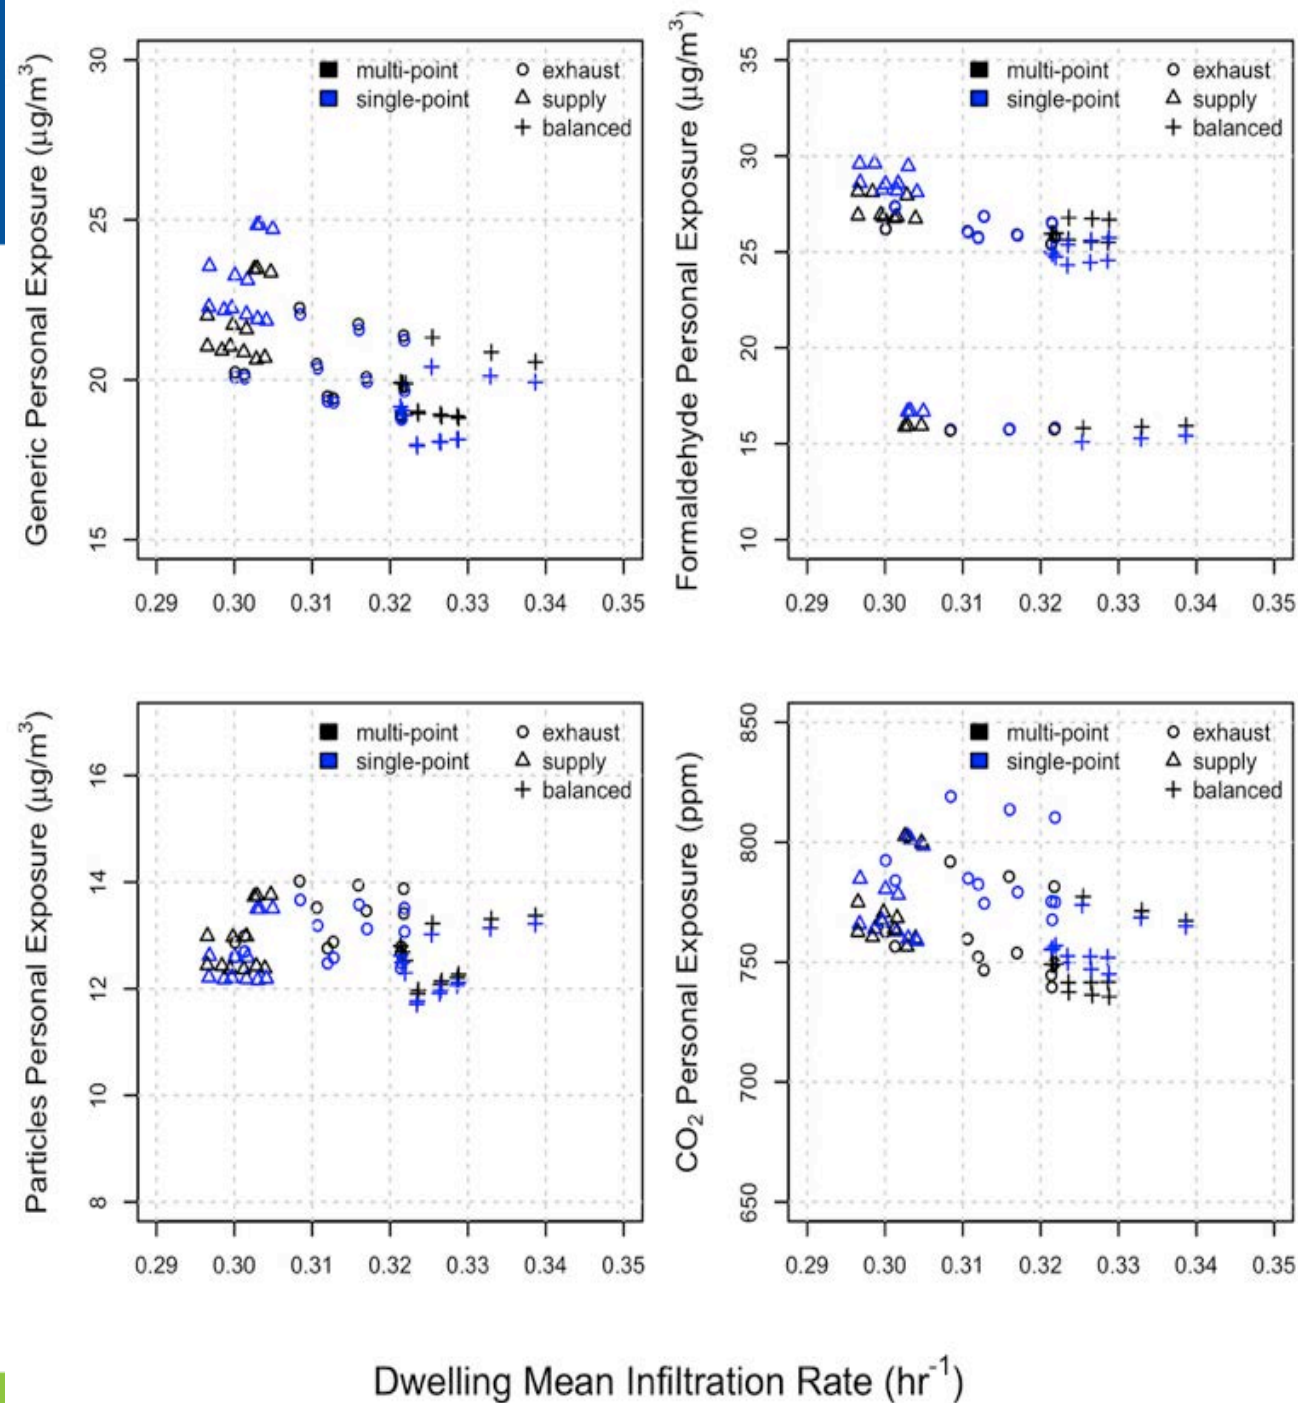 Generic Personal Exposure (µg/m³)
30
25
20
15
multi-point
single-point
exhaust
supply
balanced
0.29 0.30 0.31 0.32 0.33 0.34 0.35
Formaldehyde Personal Exposure (µg/m³)
35
30
25
20
15
10
multi-point
single-point
exhaust
supply
balanced
0.29 0.30 0.31 0.32 0.33 0.34 0.35
Particles Personal Exposure (µg/m³)
16
14
12
10
8
multi-point
single-point
exhaust
supply
balanced
0.29 0.30 0.31 0.32 0.33 0.34 0.35
CO₂ Personal Exposure (ppm)
850
800
750
700
650
multi-point
single-point
exhaust
supply
balanced
0.29 0.30 0.31 0.32 0.33 0.34 0.35
Dwelling Mean Infiltration Rate (hr⁻¹)